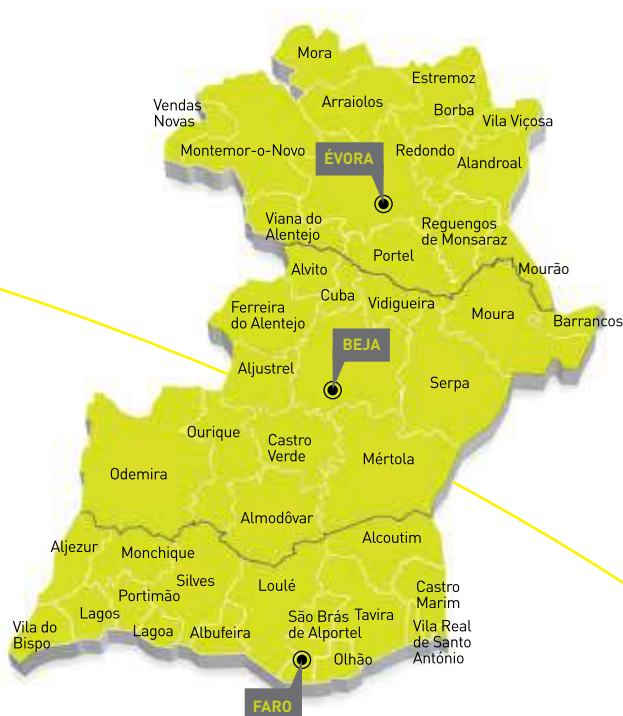 Mora
Estremoz
Arraiolos
Borba
Vendas
Novas
Vila Viçosa
Montemor-o-Novo
ÉVORA
Redondo
Alandroal
Viana do
Alentejo
Reguengos
de Monsaraz
Portel
Alvito
Mourão
Cuba
Vidigueira
Ferreira
do Alentejo
Moura
Barrancos
BEJA
Aljustrel
Serpa
Ourique
Castro
Verde
Mértola
Odemira
Almodôvar
Alcoutim
Aljezur
Monchique
Silves
Loulé
Castro
Marim
Portimão
Lagos
São Brás
de Alportel
Tavira
Vila do
Bispo
Lagoa
Albufeira
Vila Real
de Santo
António
Olhão
FARO